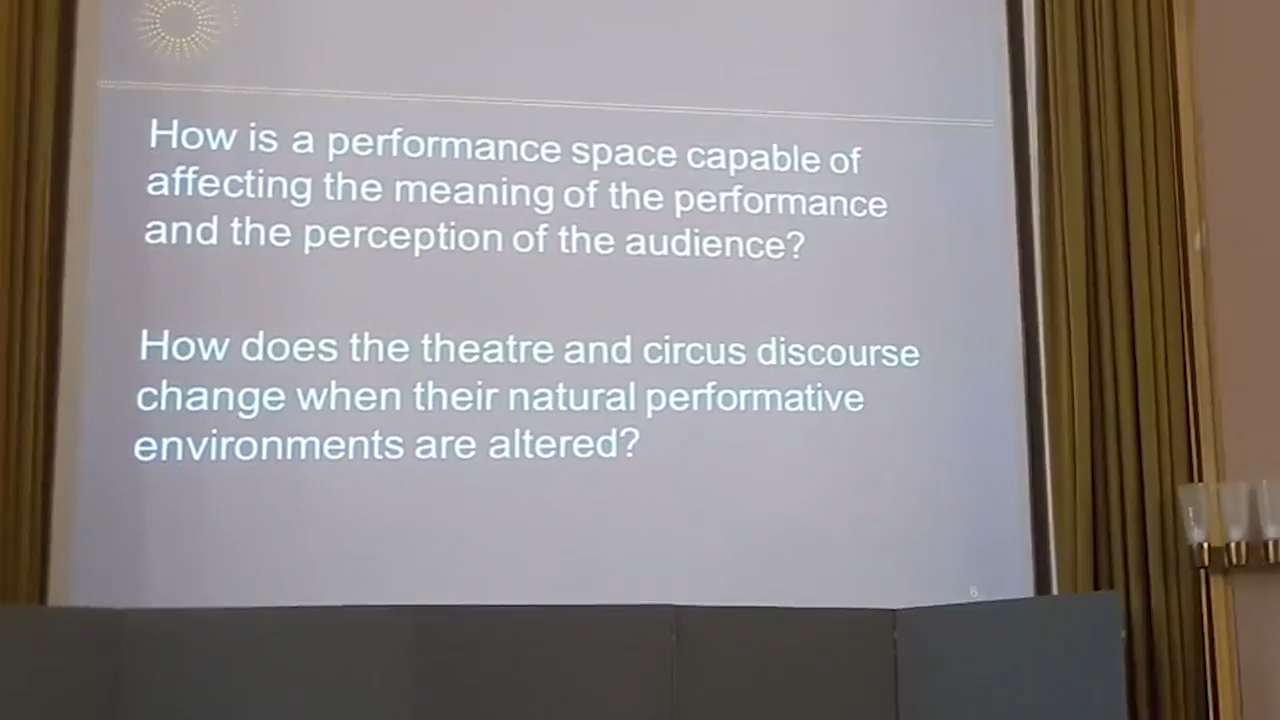 How is a performance space capable of
affecting the meaning of the performance
and the perception of the audience?
How does the theatre and circus discourse
change when their natural performative
environments are altered?
6